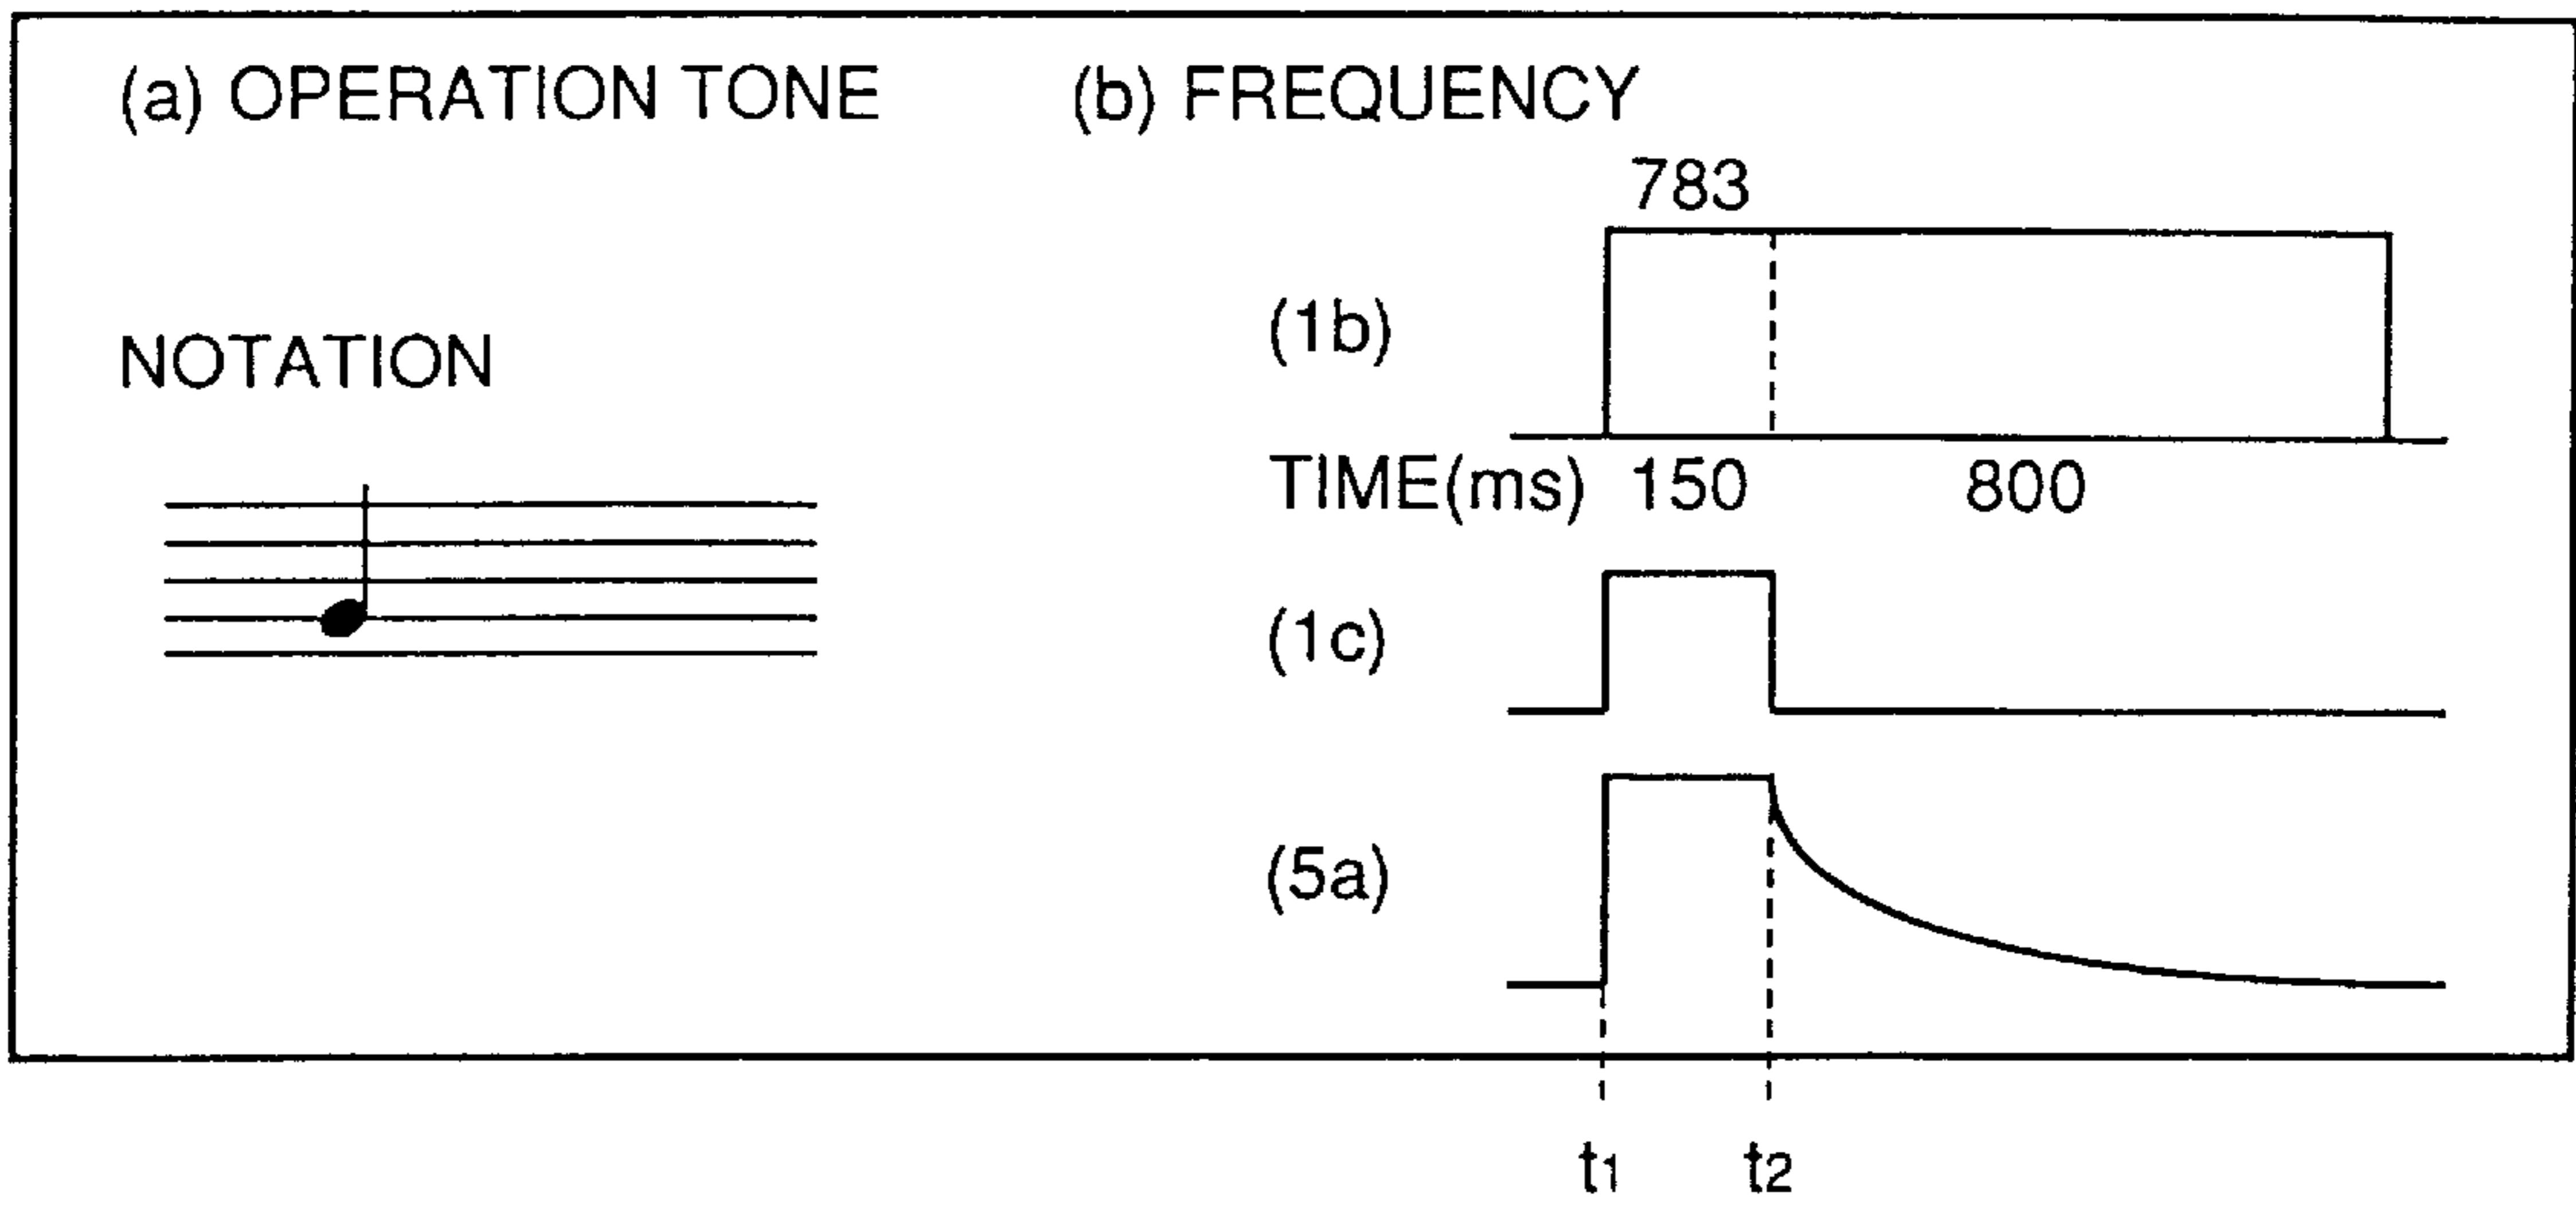 (a) OPERATION TONE
(b) FREQUENCY
783
(1b)
NOTATION
TIME(ms) 150 800
(1c)
(5a)
t1 t2